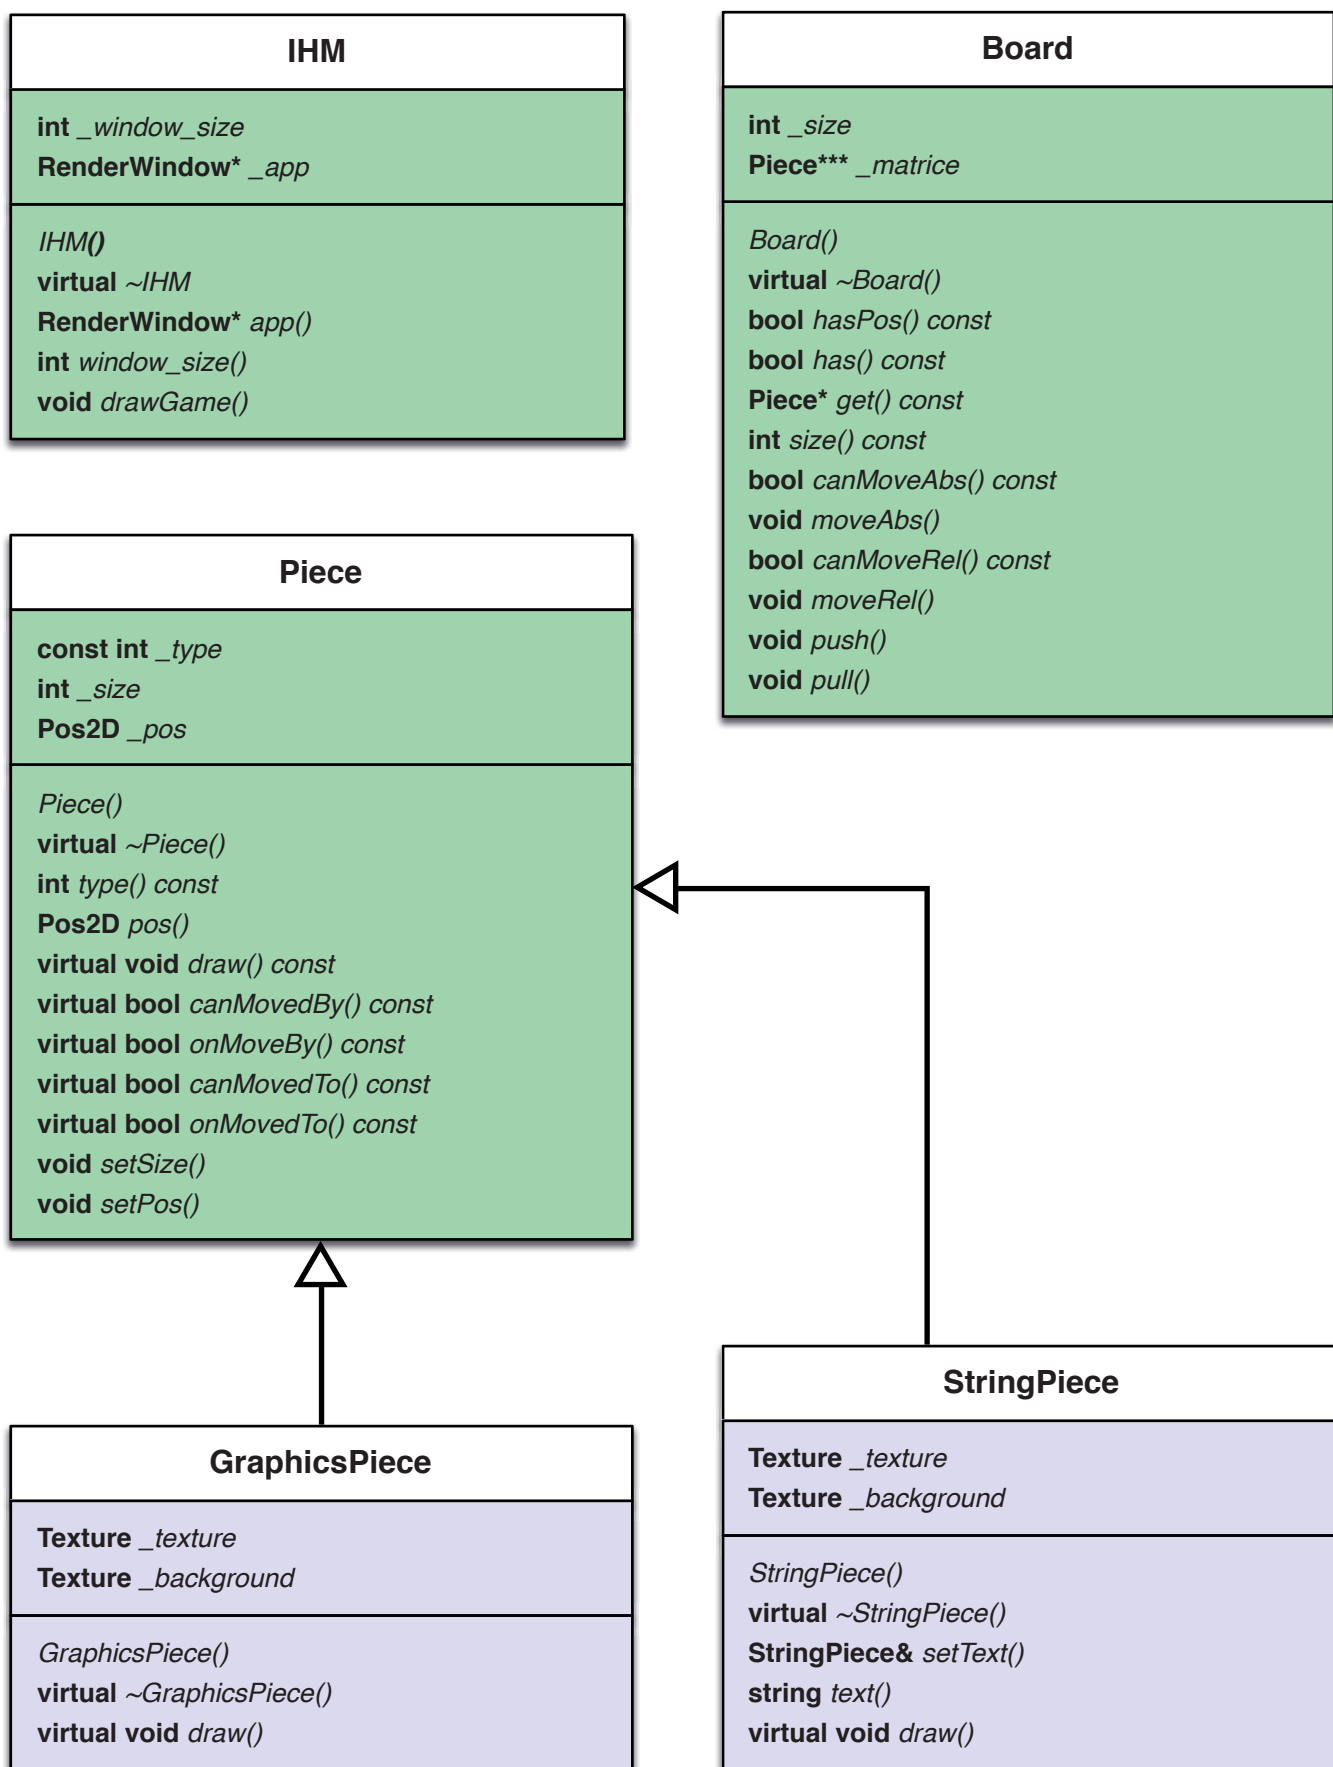 IHM
int _window_size
RenderWindow* _app
IHM()
virtual ~IHM
RenderWindow* app()
int window_size()
void drawGame()
Board
int _size
Piece*** _matrice
Board()
virtual ~Board()
bool hasPos() const
bool has() const
Piece* get() const
int size() const
bool canMoveAbs() const
void moveAbs()
bool canMoveRel() const
void moveRel()
void push()
void pull()
Piece
const int _type
int _size
Pos2D _pos
Piece()
virtual ~Piece()
int type() const
Pos2D pos()
virtual void draw() const
virtual bool canMovedBy() const
virtual bool onMoveBy() const
virtual bool canMovedTo() const
virtual bool onMovedTo() const
void setSize()
void setPos()
GraphicsPiece
Texture _texture
Texture _background
GraphicsPiece()
virtual ~GraphicsPiece()
virtual void draw()
StringPiece
Texture _texture
Texture _background
StringPiece()
virtual ~StringPiece()
StringPiece& setText()
string text()
virtual void draw()